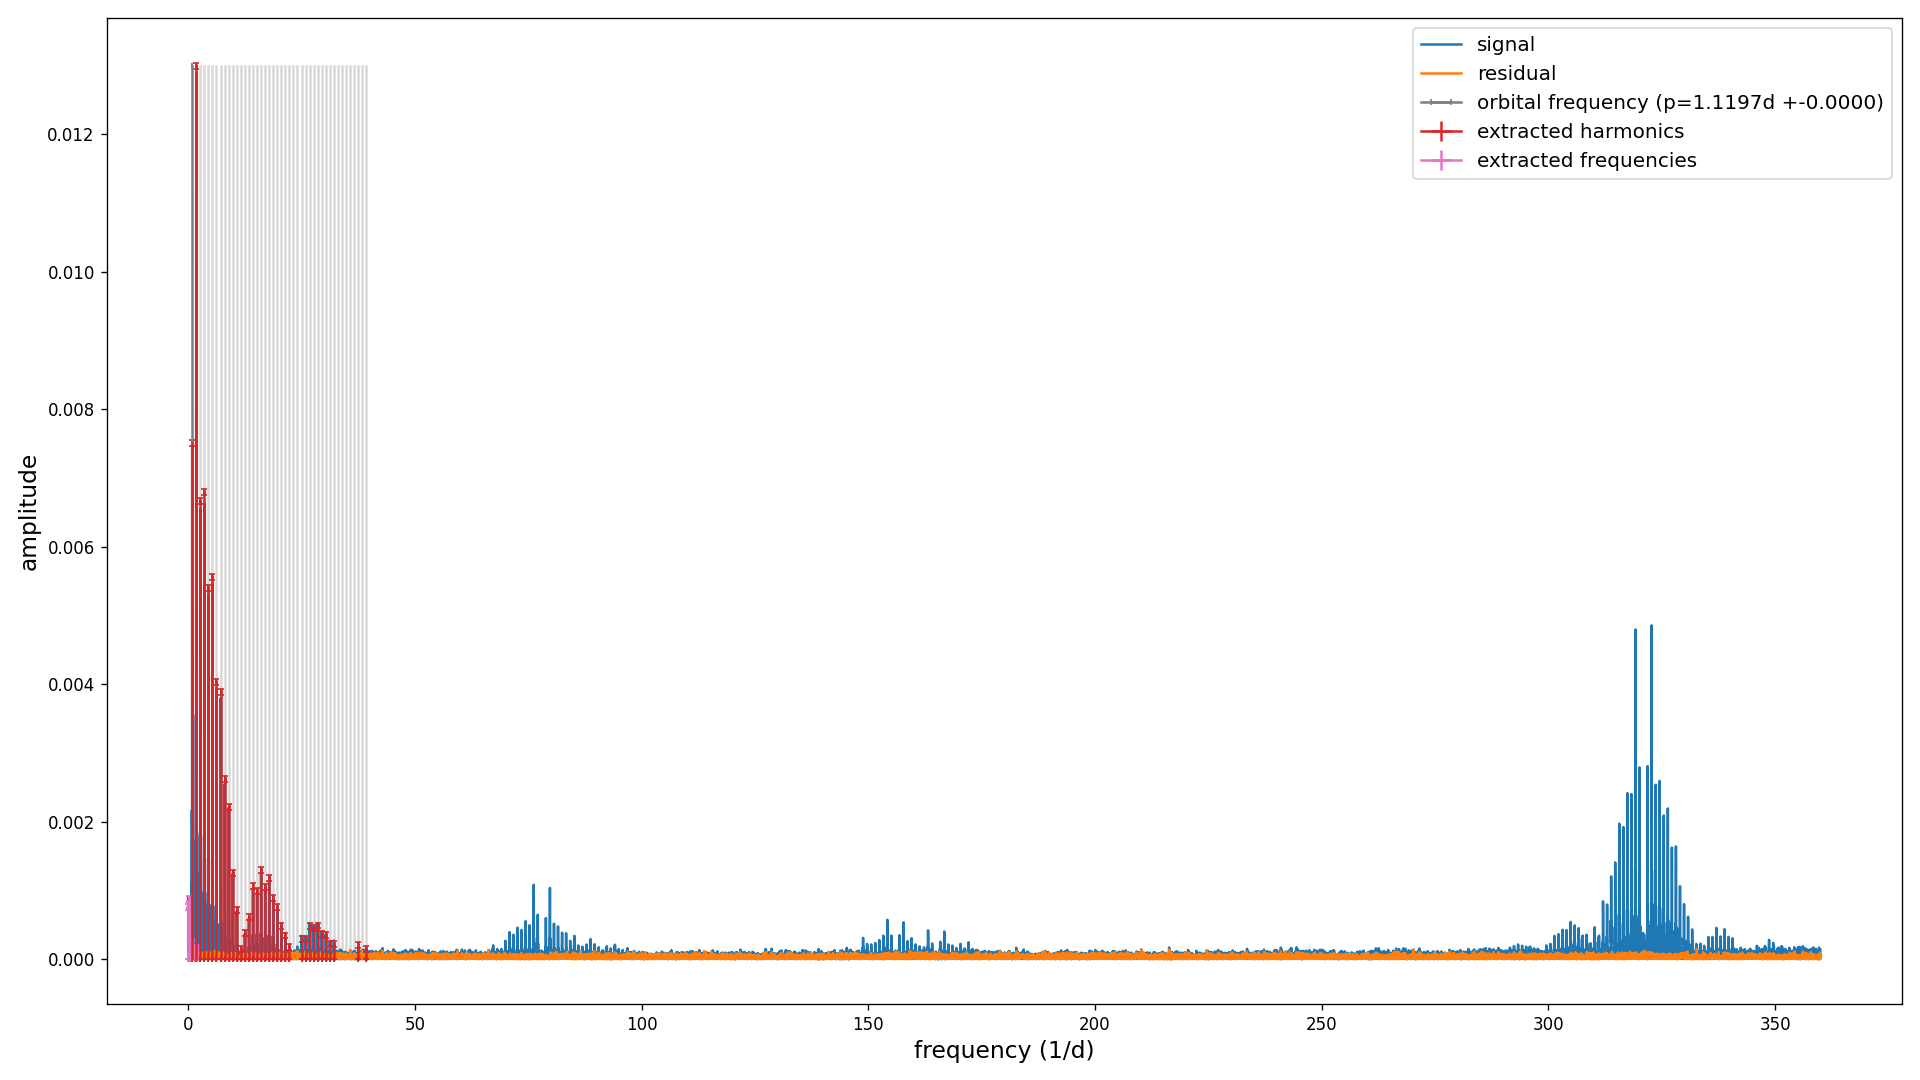 signal
residual
orbital frequency (p=1.1197d +-0.0000)
extracted harmonics
extracted frequencies
0.012
0.010
0.008
0.006
0.004
0.002
0.000
amplitude
0 50 100 150 200 250 300 350
frequency (1/d)